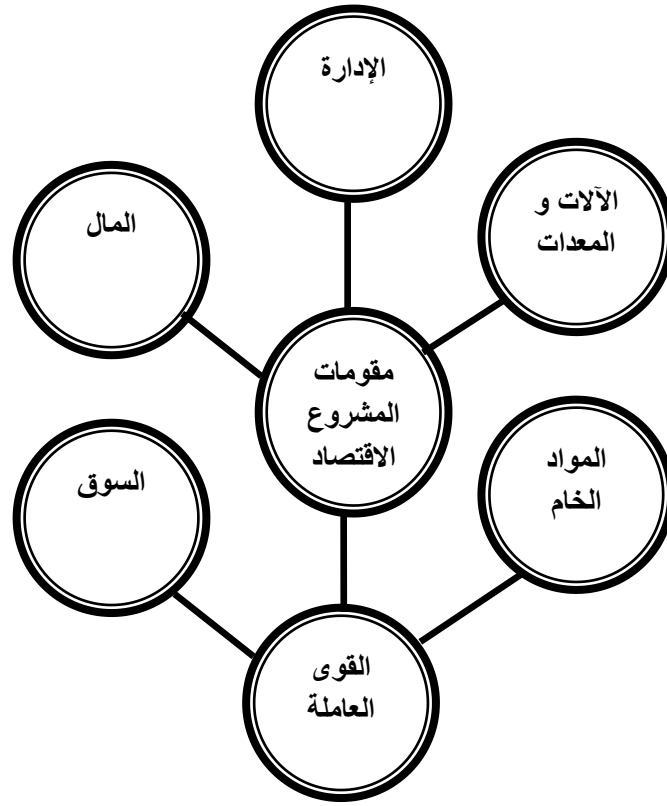 الإدارة
الآلات و
المعدات
المال
مقومات
المشروع
الاقتصاد
المواد
الخام
السوق
القوى
العاملة